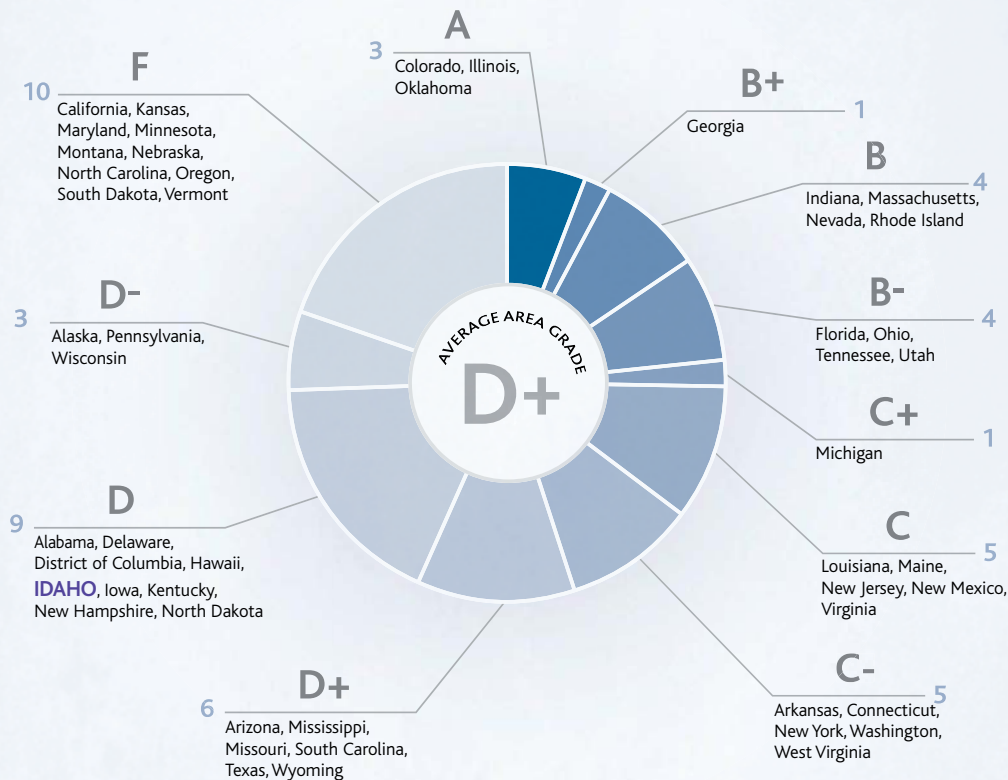 A
3
Colorado, Illinois,
Oklahoma
B+
1
Georgia
B
4
Indiana, Massachusetts,
Nevada, Rhode Island
B-
4
Florida, Ohio,
Tennessee, Utah
C+
1
Michigan
C
5
Louisiana, Maine,
New Jersey, New Mexico,
Virginia
C-
5
Arkansas, Connecticut,
New York, Washington,
West Virginia
D+
6
Arizona, Mississippi,
Missouri, South Carolina,
Texas, Wyoming
D
9
Alabama, Delaware,
District of Columbia, Hawaii,
IDAHO, Iowa, Kentucky,
New Hampshire, North Dakota
D-
3
Alaska, Pennsylvania,
Wisconsin
F
10
California, Kansas,
Maryland, Minnesota,
Montana, Nebraska,
North Carolina, Oregon,
South Dakota, Vermont
AVERAGE AREA GRADE
D+